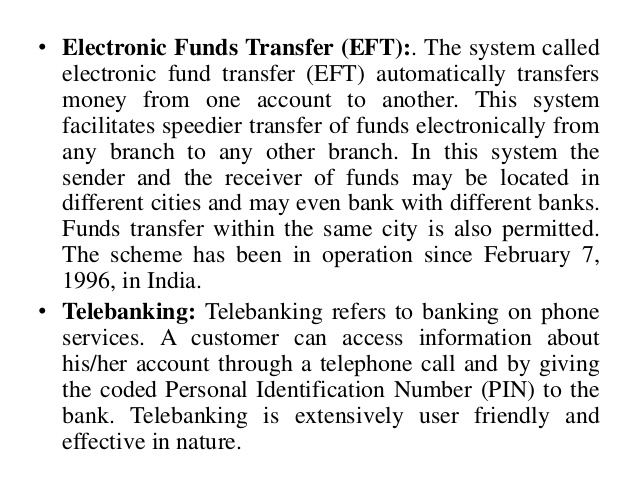 • Electronic Funds Transfer (EFT):. The system called
electronic fund transfer (EFT) automatically transfers
money from one account to another. This system
facilitates speedier transfer of funds electronically from
any branch to any other branch. In this system the
sender and the receiver of funds may be located in
different cities and may even bank with different banks.
Funds transfer within the same city is also permitted.
The scheme has been in operation since February 7,
1996, in India.
• Telebanking: Telebanking refers to banking on phone
services. A customer can access information about
his/her account through a telephone call and by giving
the coded Personal Identification Number (PIN) to the
bank. Telebanking is extensively user friendly and
effective in nature.